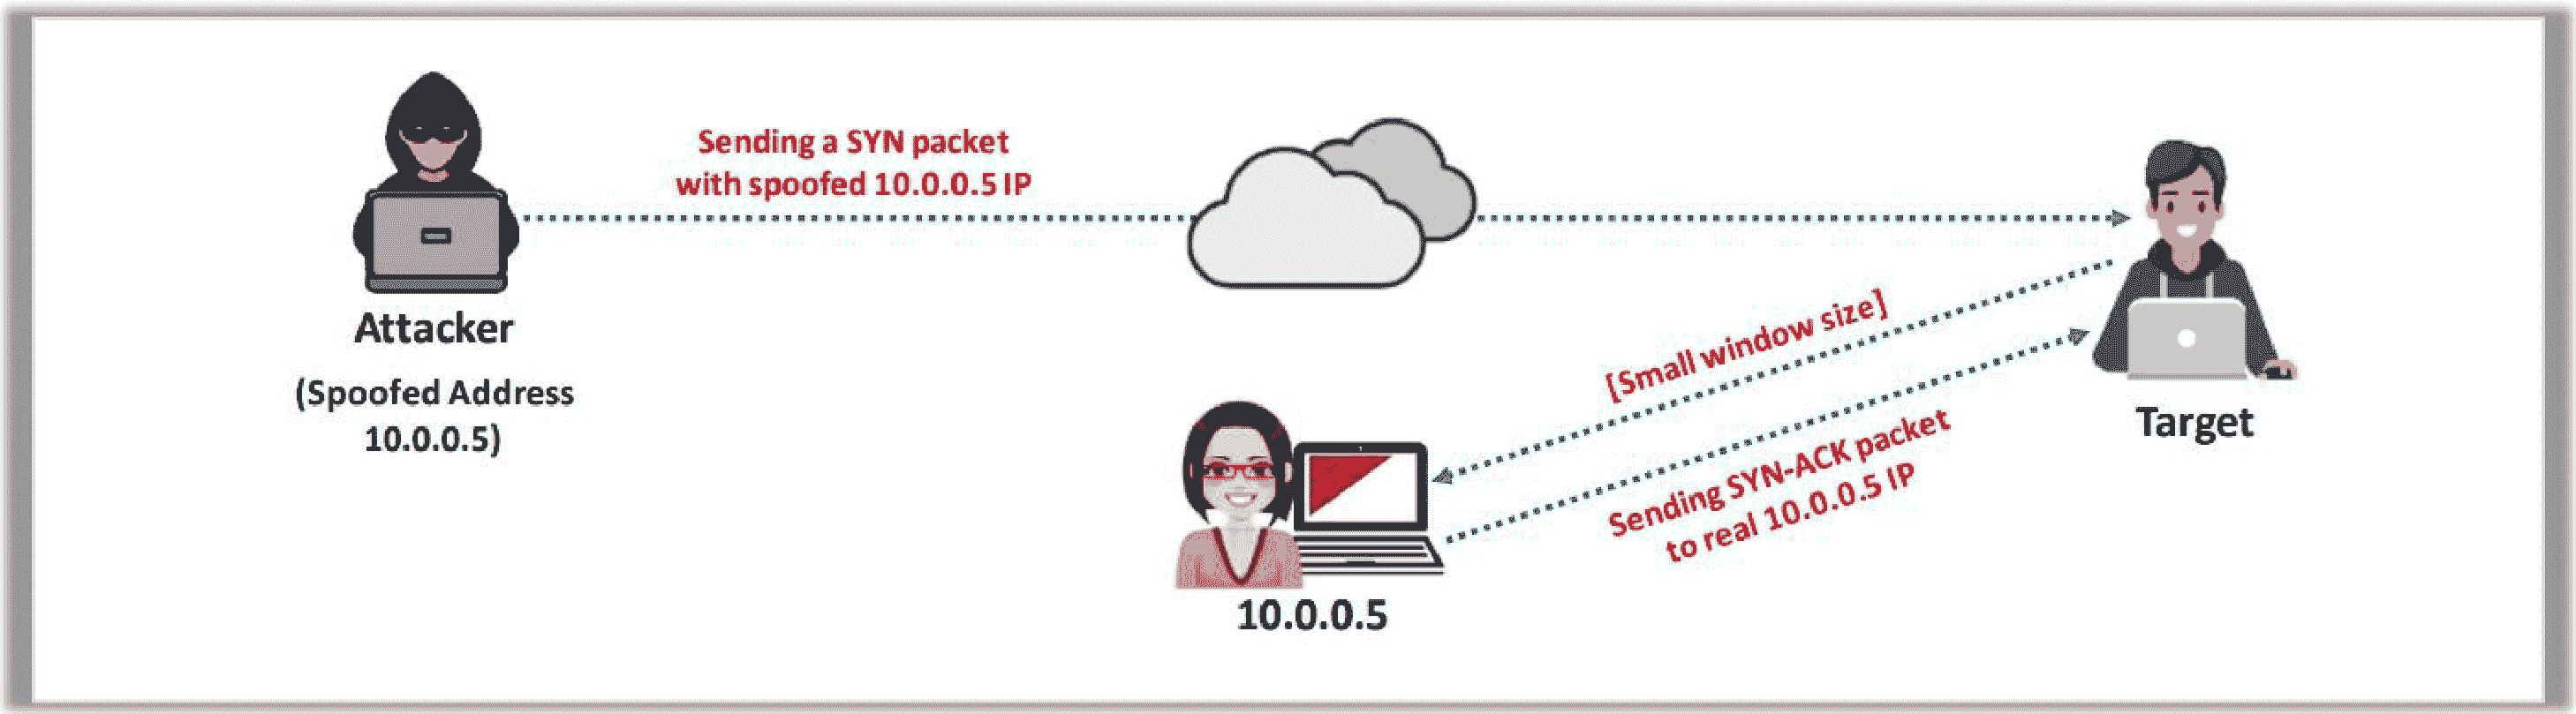 Sending a SYN packet
with spoofed 10.0.0.5 IP
Attacker
(Spoofed Address
10.0.0.5)
[Small window size]
Sending SYN-ACK packet
to real 10.0.0.5 IP
Target
10.0.0.5